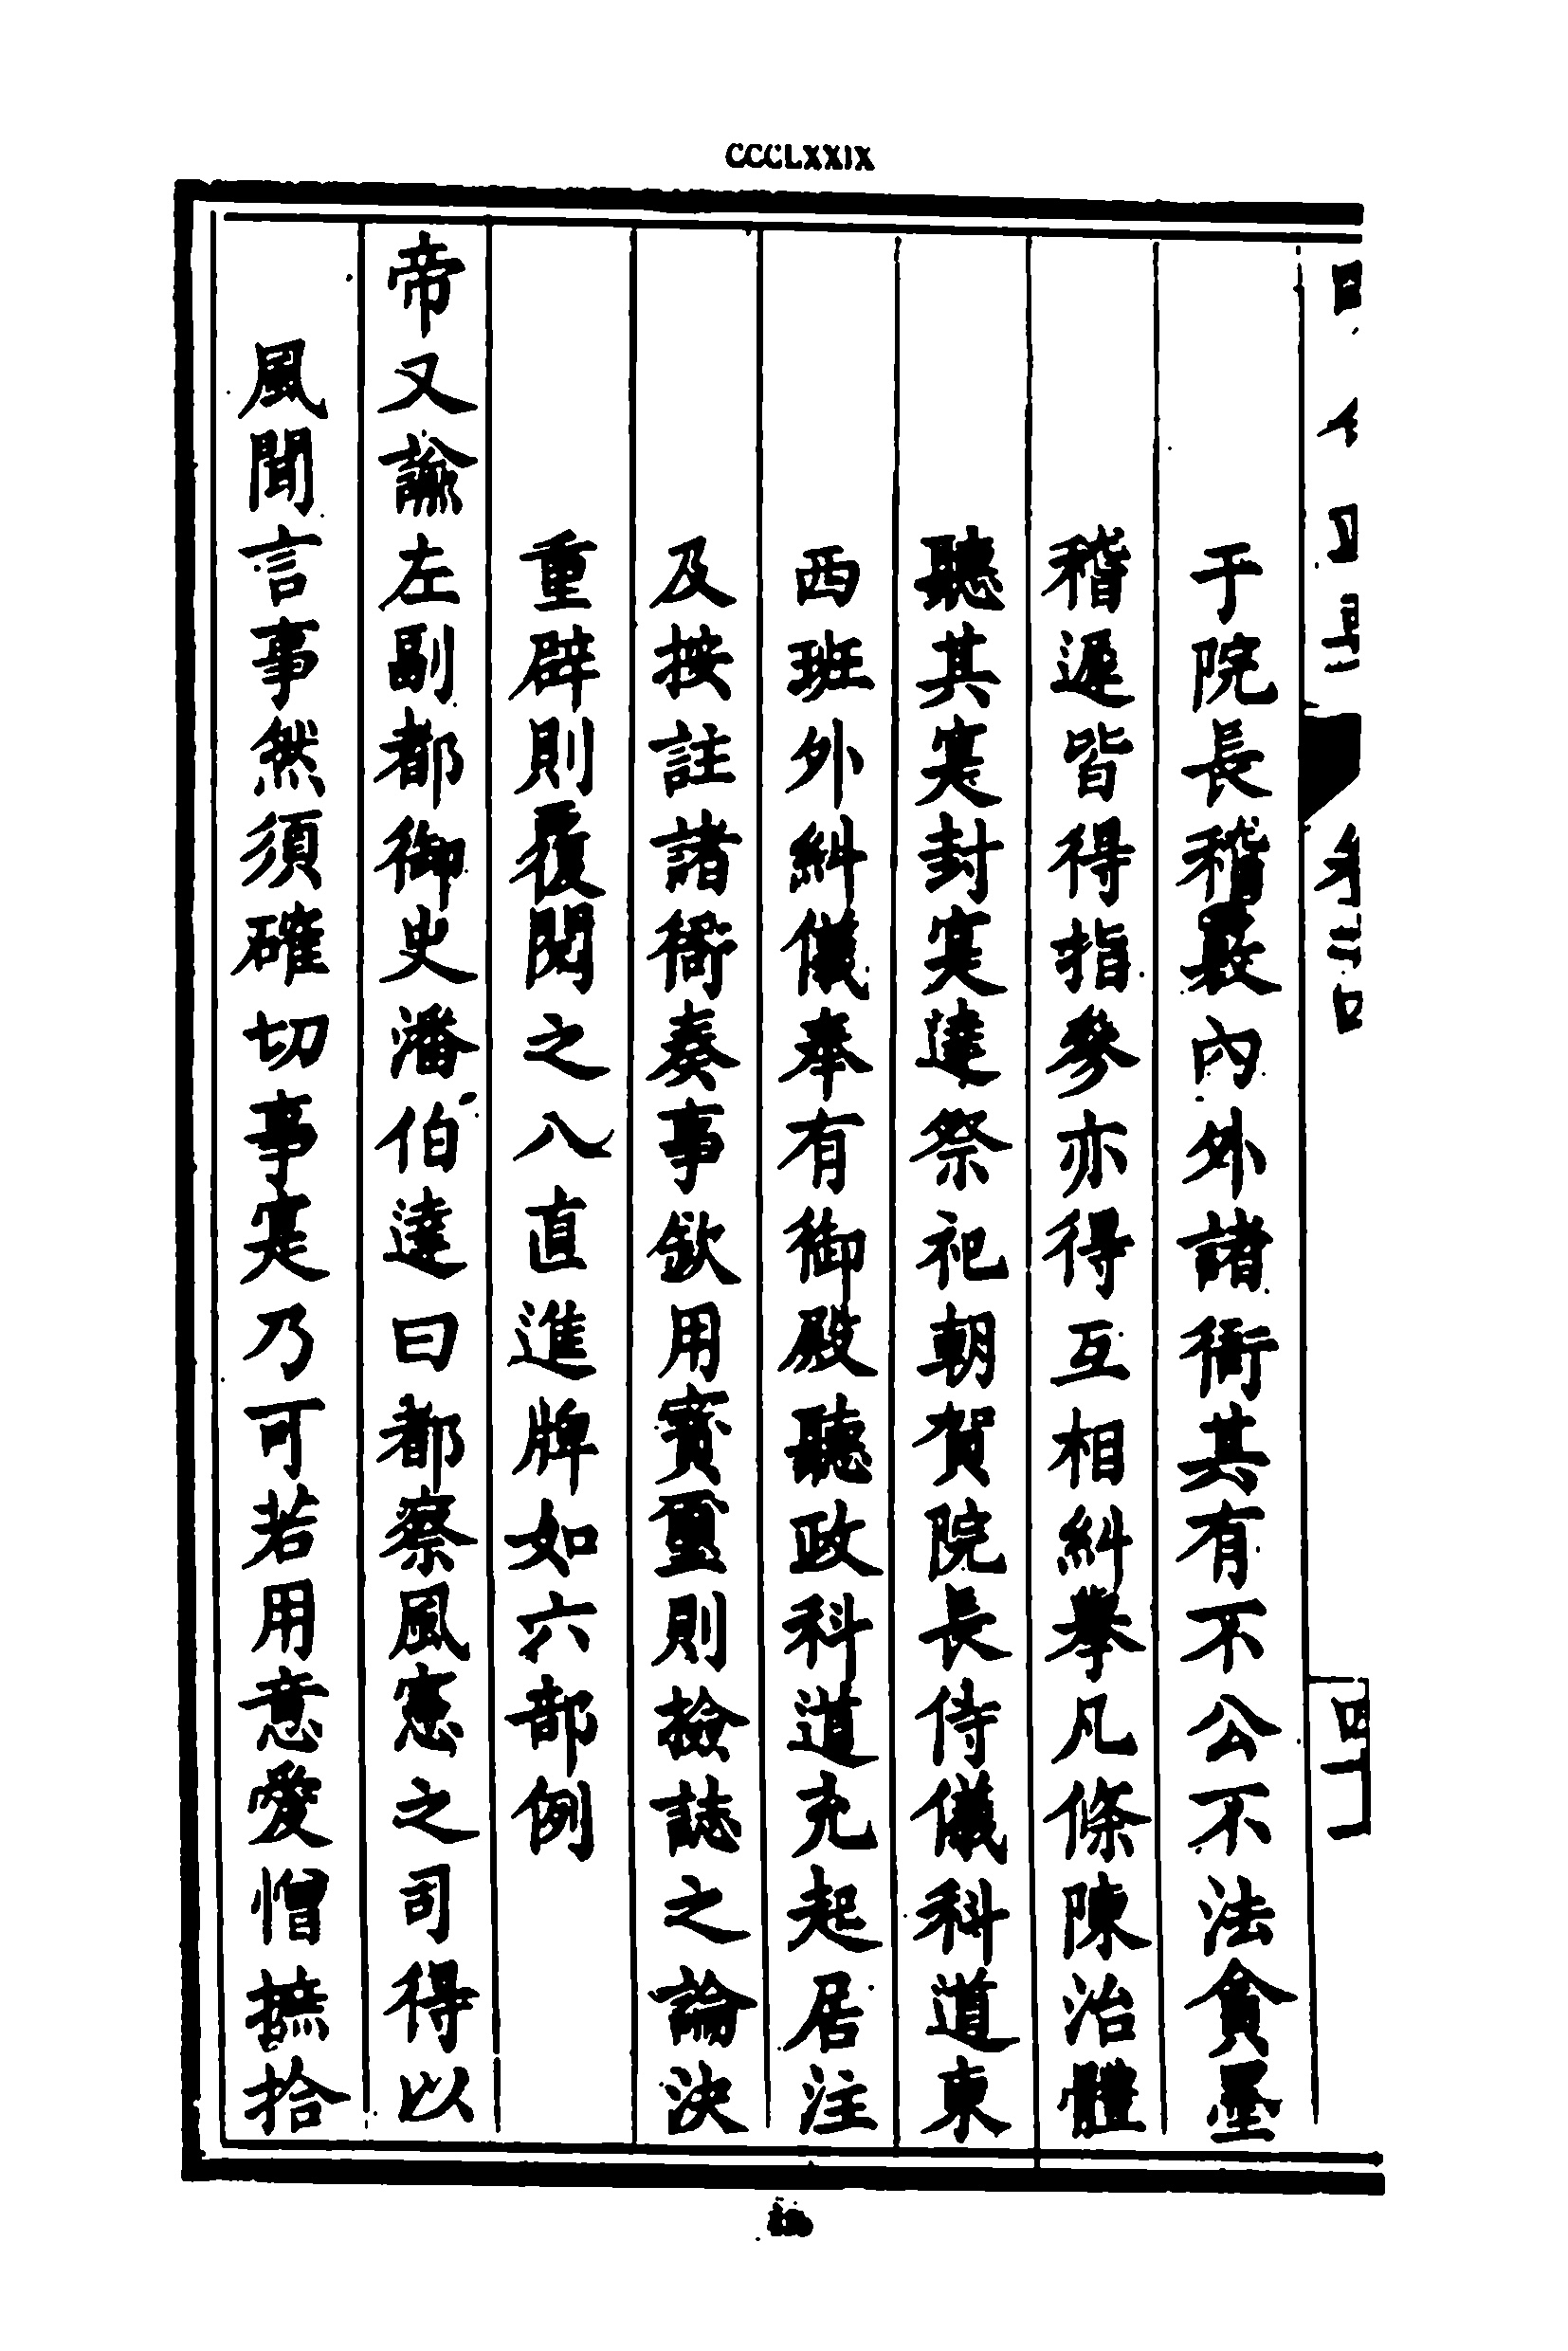 CCCLXXIX
于院長稽覈內外諸衙其有不公不法貪墨
稽遲皆得指參亦得互相糾擧凡條陳治體
聽其寔封寔達祭祀朝賀院長侍儀科道東
西班外糾儀奉有御殿聽政科道充起居注
及按註諸衙奏事欽用寳璽則撿誌之論決
重辟則覆閱之八直進牌如六部例
帝又諭左副都御史潘伯達曰都察風憲之司得以
風聞言事然須確切事寔乃可若用意愛憎摭拾